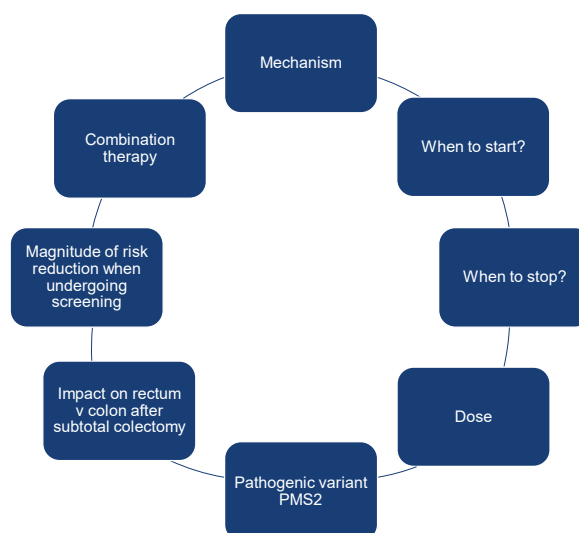 Mechanism
When to start?
When to stop?
Dose
Pathogenic variant
PMS2
Impact on rectum
v colon after
subtotal colectomy
Magnitude of risk
reduction when
undergoing
screening
Combination
therapy